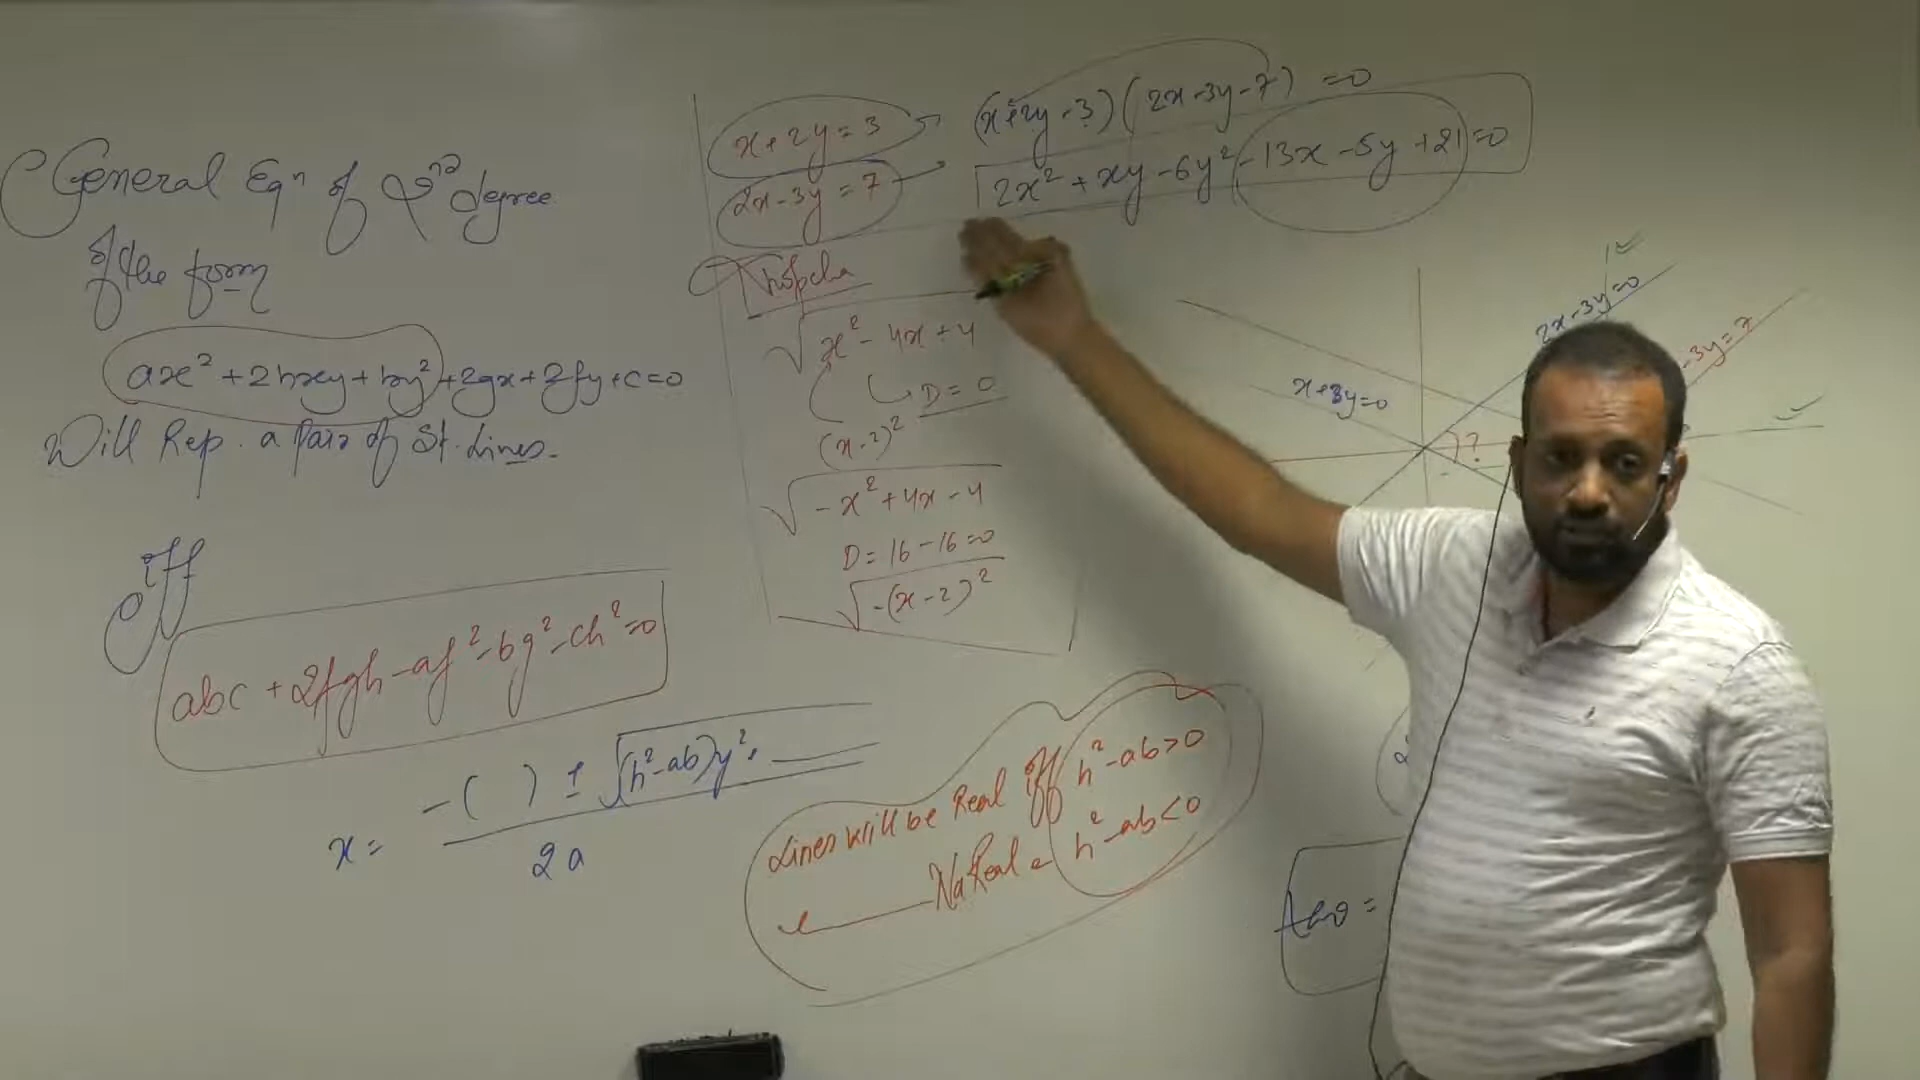 General Eqⁿ of 2ⁿᵈ degree
of the form
ax² + 2hxy + by² + 2gx + 2fy + c = 0
Will Rep. a Pair of St. Lines.
iff
abc + 2fgh - af² - bg² - ch² = 0
x = -( ) ± √(h²-ab)y² + / 2a
x + 2y = 3
2x - 3y = 7
(x+2y-3)(2x-3y-7) = 0
2x² + xy - 6y² - 13x - 5y + 21 = 0
√x² - 4x + 4
D = 0
(x-2)²
√-x² + 4x - 4
D = 16 - 16 = 0
√-(x-2)²
Lines will be Real iff h² - ab > 0
h² - ab < 0
2x-3y=0
-3y=7
x+3y=0
??